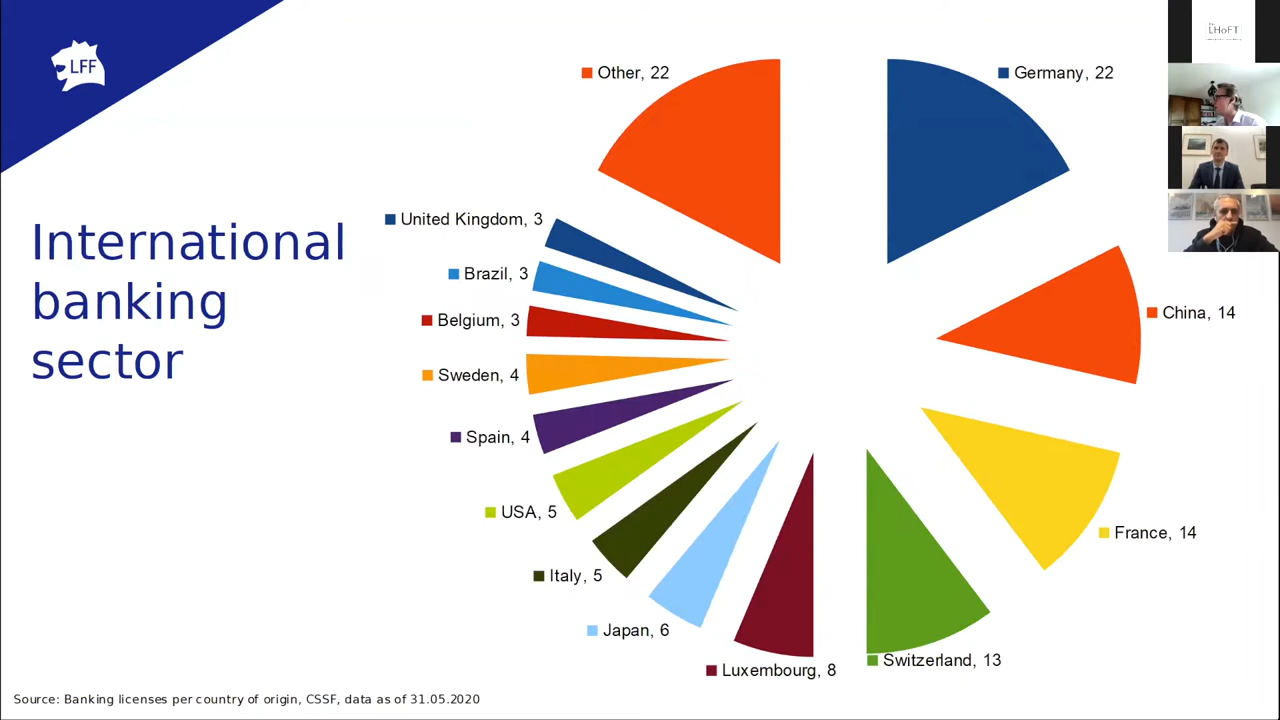 LFF
International
banking
sector
Other, 22
Germany, 22
United Kingdom, 3
Brazil, 3
Belgium, 3
Sweden, 4
Spain, 4
USA, 5
Italy, 5
Japan, 6
Luxembourg, 8
Switzerland, 13
France, 14
China, 14
Source: Banking licenses per country of origin, CSSF, data as of 31.05.2020
LHoFT